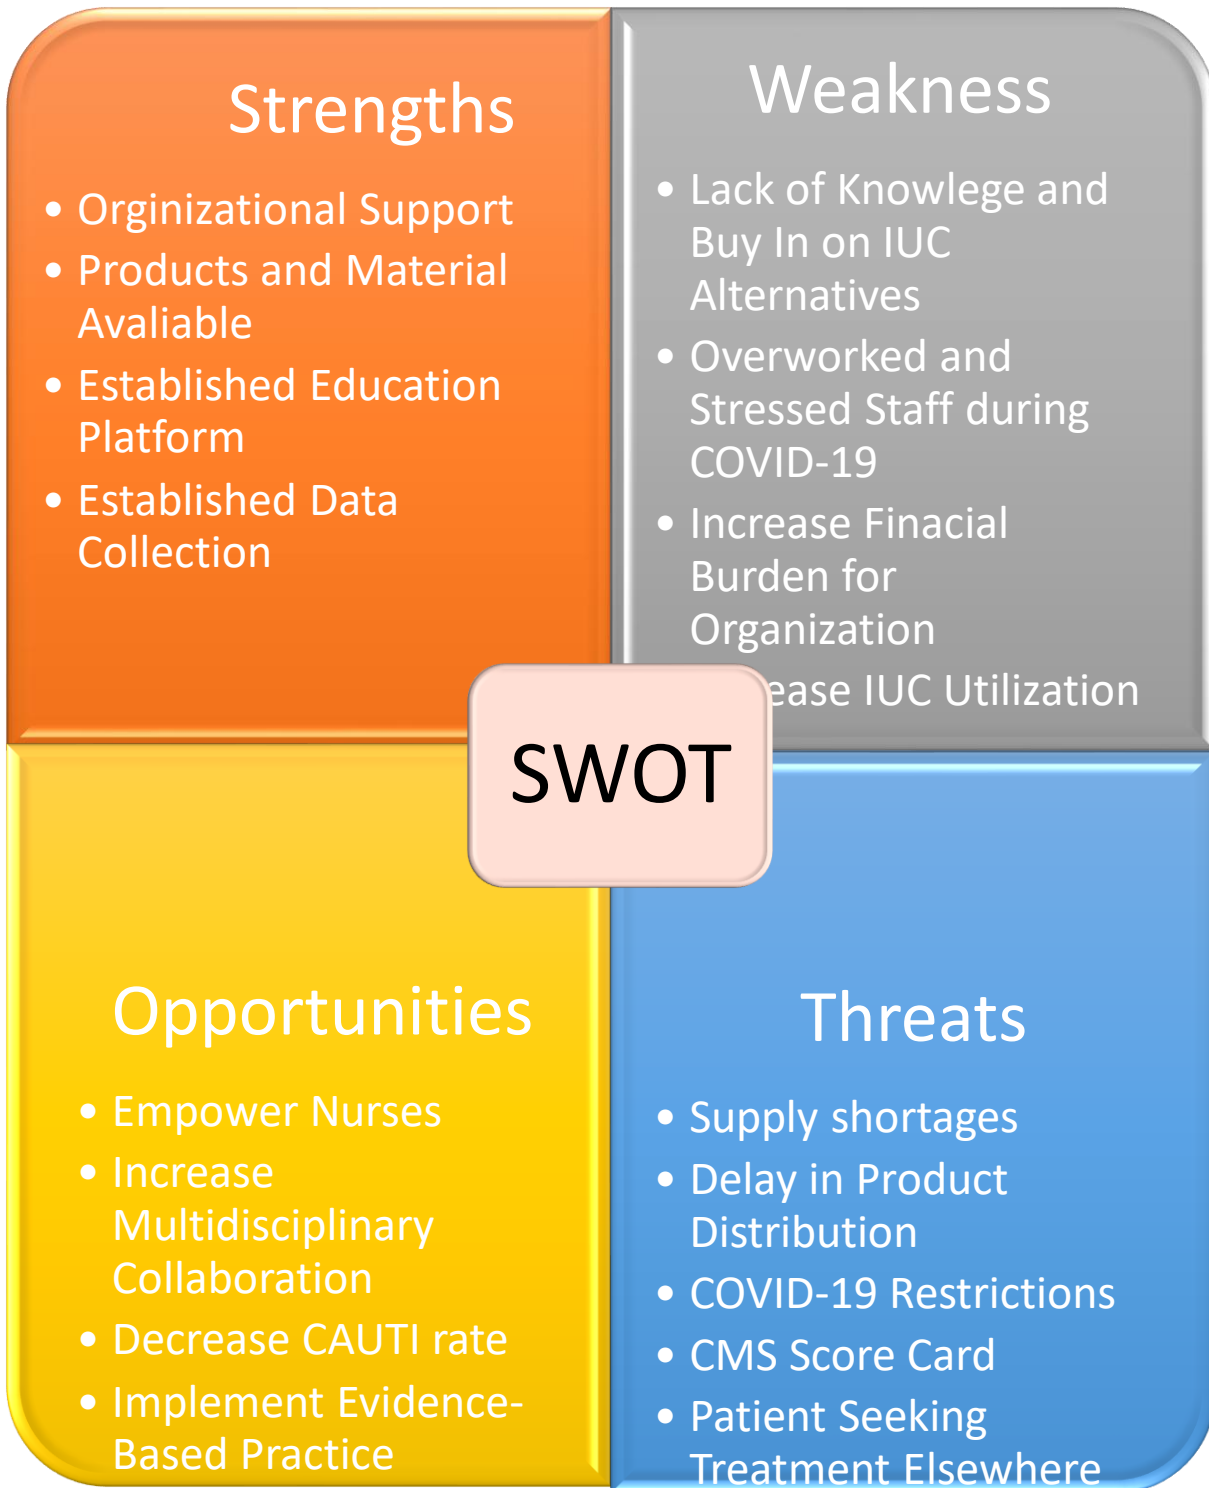 Strengths
• Orginizational Support
• Products and Material
Avaliable
• Established Education
Platform
• Established Data
Collection
Weakness
• Lack of Knowlege and
Buy In on IUC
Alternatives
• Overworked and
Stressed Staff during
COVID-19
• Increase Finacial
Burden for
Organization
IUC Utilization
SWOT
Opportunities
• Empower Nurses
• Increase
Multidisciplinary
Collaboration
• Decrease CAUTI rate
• Implement Evidence-
Based Practice
Threats
• Supply shortages
• Delay in Product
Distribution
• COVID-19 Restrictions
• CMS Score Card
• Patient Seeking
Treatment Elsewhere